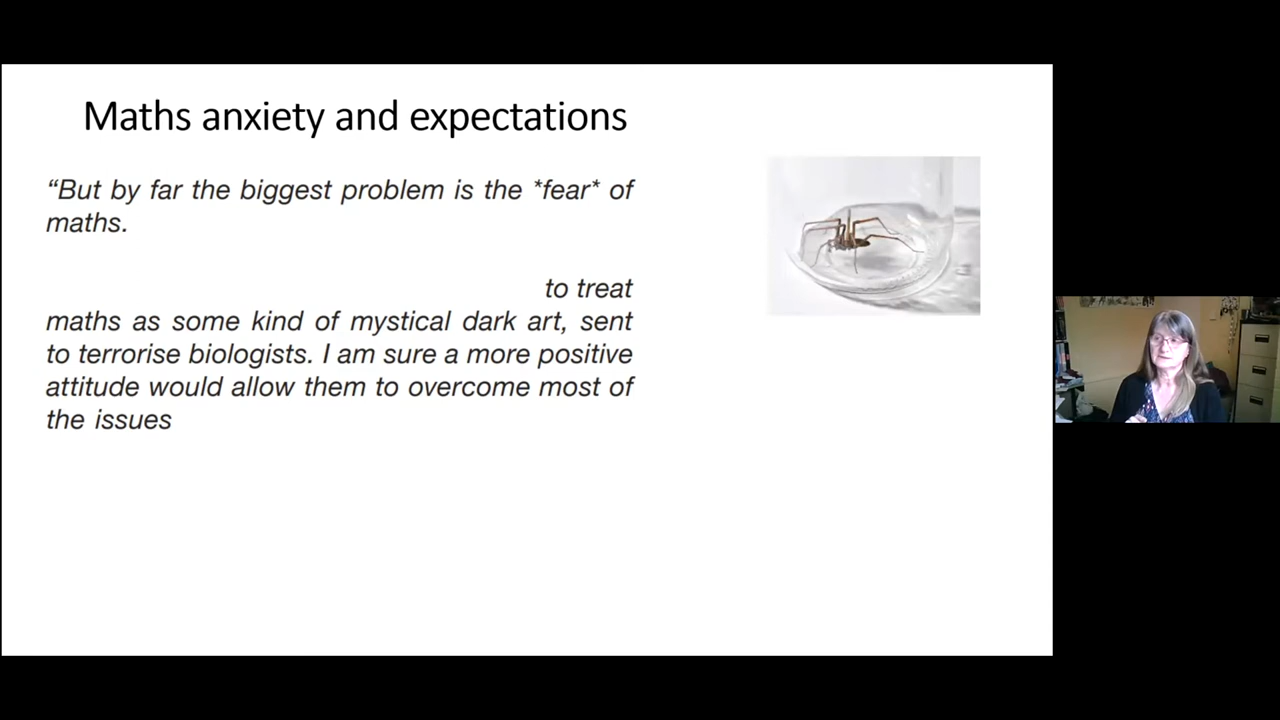 Maths anxiety and expectations
“But by far the biggest problem is the *fear* of
maths.
to treat
maths as some kind of mystical dark art, sent
to terrorise biologists. I am sure a more positive
attitude would allow them to overcome most of
the issues